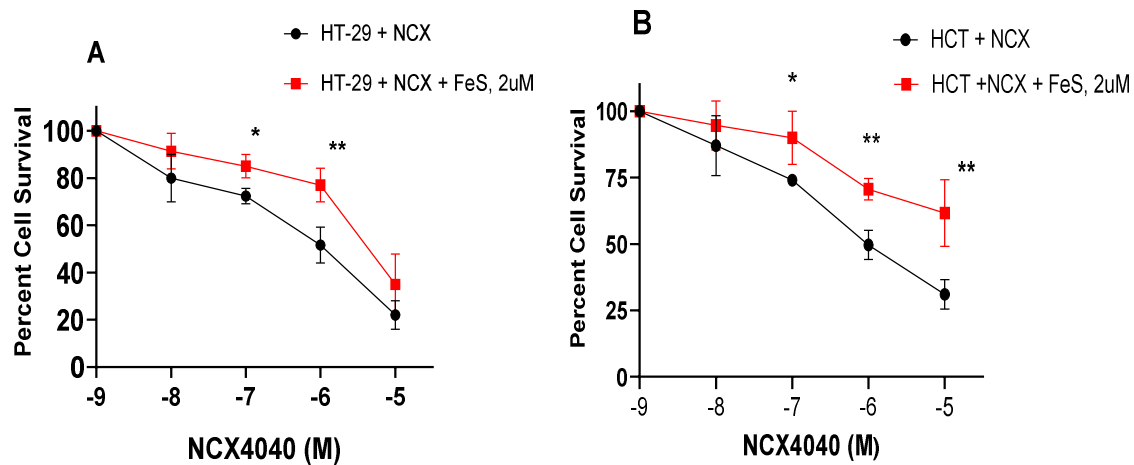 A
HT-29 + NCX
HT-29 + NCX + FeS, 2uM
Percent Cell Survival
100
80
60
40
20
0
*
**
-9 -8 -7 -6 -5
NCX4040 (M)
B
HCT + NCX
HCT +NCX + FeS, 2uM
Percent Cell Survival
100
75
50
25
0
*
**
**
-9 -8 -7 -6 -5
NCX4040 (M)